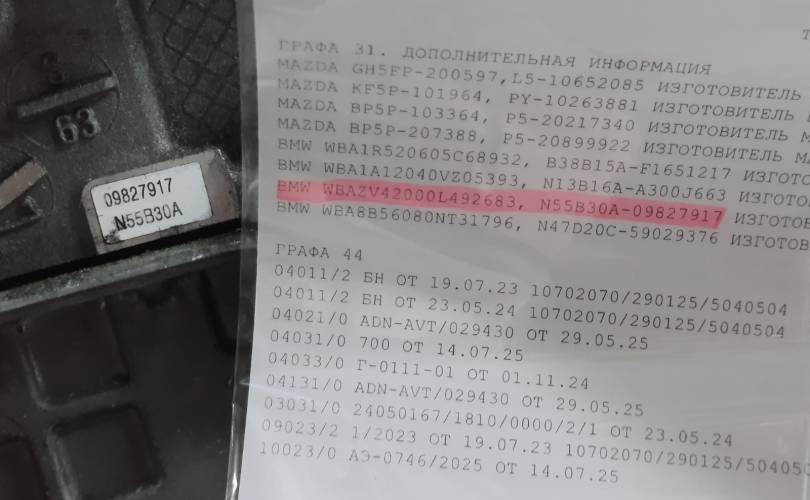 3
63
09827917
N55B30A
Т
ГРАФА 31. ДОПОЛНИТЕЛЬНАЯ ИНФОРМАЦИЯ
MAZDA GH5FP-200597, L5-10652085 ИЗГОТОВИТЕЛЬ
MAZDA KF5P-101964, PY-10263881 ИЗГОТОВИТЕЛЬ
MAZDA BP5P-103364, P5-20217340 ИЗГОТОВИТЕЛЬ
MAZDA BP5P-207388, P5-20899922 ИЗГОТОВИТЕЛЬ
BMW WBA1R520605C68932, B38B15A-F1651217 ИЗГОТОВИ
BMW WBA1A12040VZ05393, N13B16A-A300J663 ИЗГОТО
BMW WBAZV42000L492683, N55B30A-09827917 ИЗГОТОВ
BMW WBA8B56080NT31796, N47D20C-59029376 ИЗГОТОВ
ГРАФА 44
04011/2 БН ОТ 19.07.23 10702070/290125/5040504
04011/2 БН ОТ 23.05.24 10702070/290125/5040504
04021/0 ADN-AVT/029430 ОТ 29.05.25
04031/0 700 ОТ 14.07.25
04033/0 Г-0111-01 ОТ 01.11.24
04131/0 ADN-AVT/029430 ОТ 29.05.25
03031/0 24050167/1810/0000/2/1 ОТ 23.05.24
09023/2 1/2023 ОТ 19.07.23 10702070/290125/504050
10023/0 АЭ-0746/2025 ОТ 14.07.25